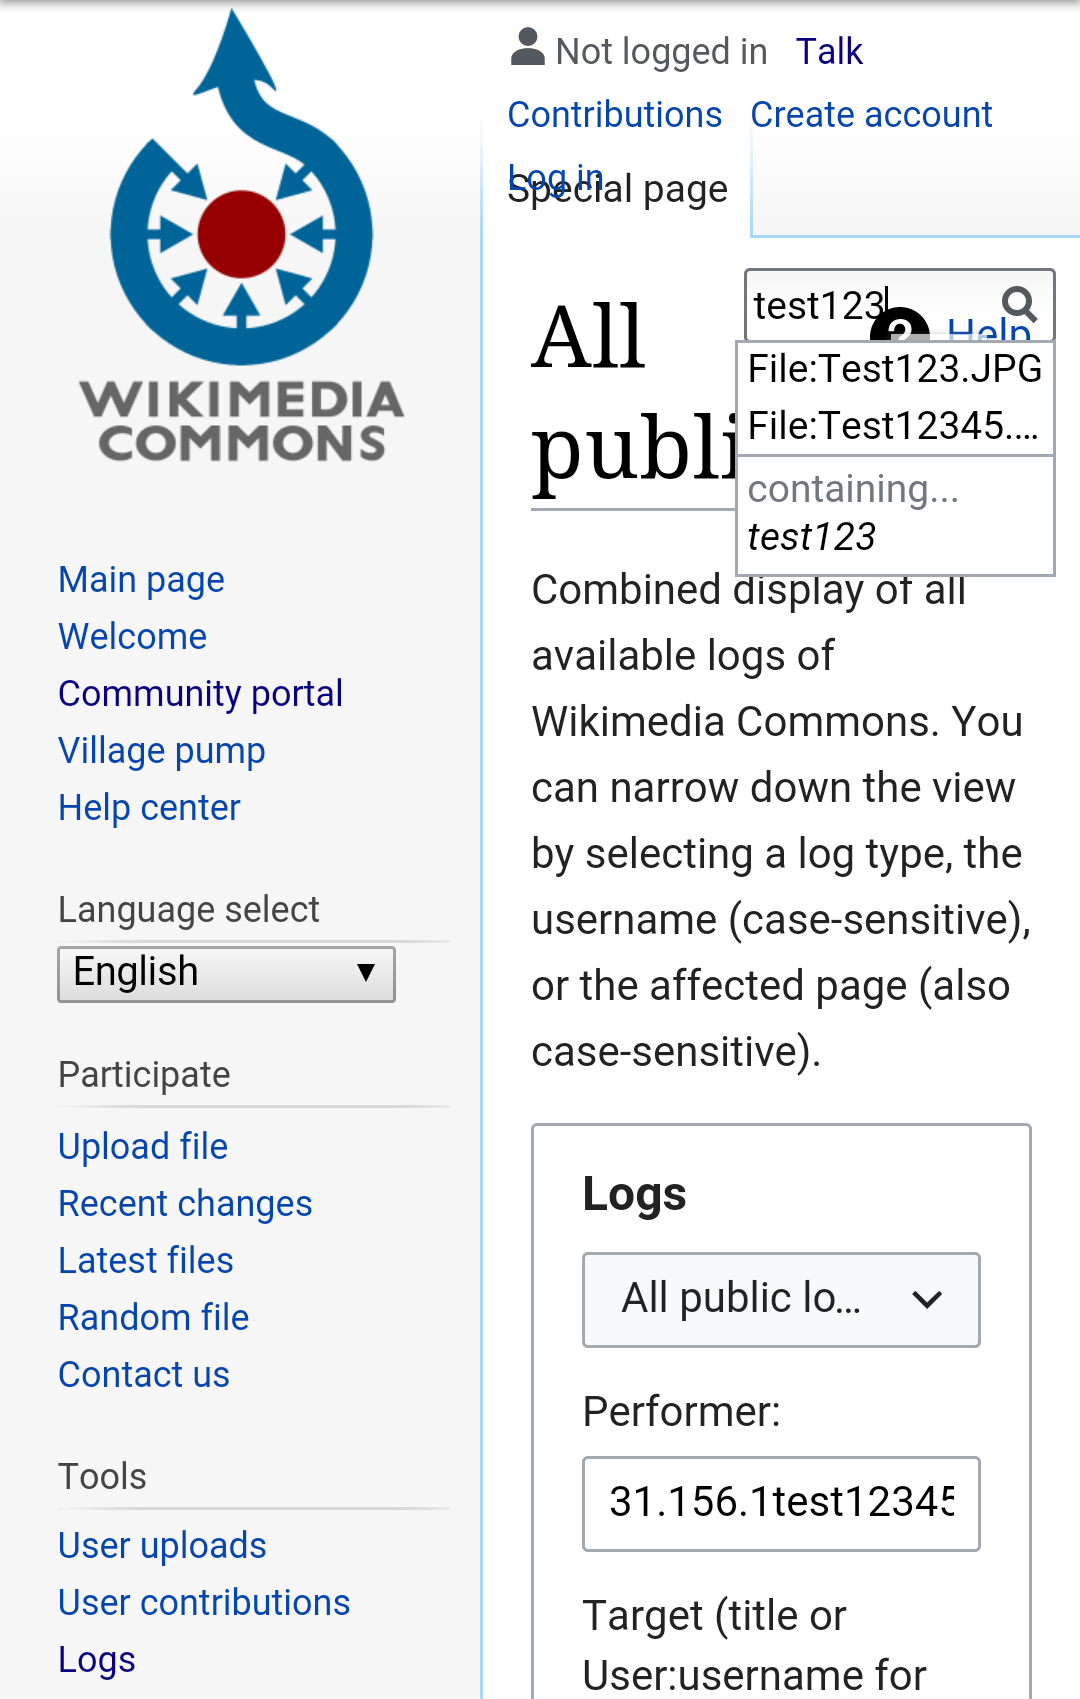 WIKIMEDIA
COMMONS
Main page
Welcome
Community portal
Village pump
Help center
Language select
English
Participate
Upload file
Recent changes
Latest files
Random file
Contact us
Tools
User uploads
User contributions
Logs
Not logged in Talk
Contributions Create account
Log in
Special page
test123
? Help
File:Test123.JPG
File:Test12345....
containing...
test123
All
publi
Combined display of all
available logs of
Wikimedia Commons. You
can narrow down the view
by selecting a log type, the
username (case-sensitive),
or the affected page (also
case-sensitive).
Logs
All public lo...
Performer:
31.156.1test12345
Target (title or
User:username for